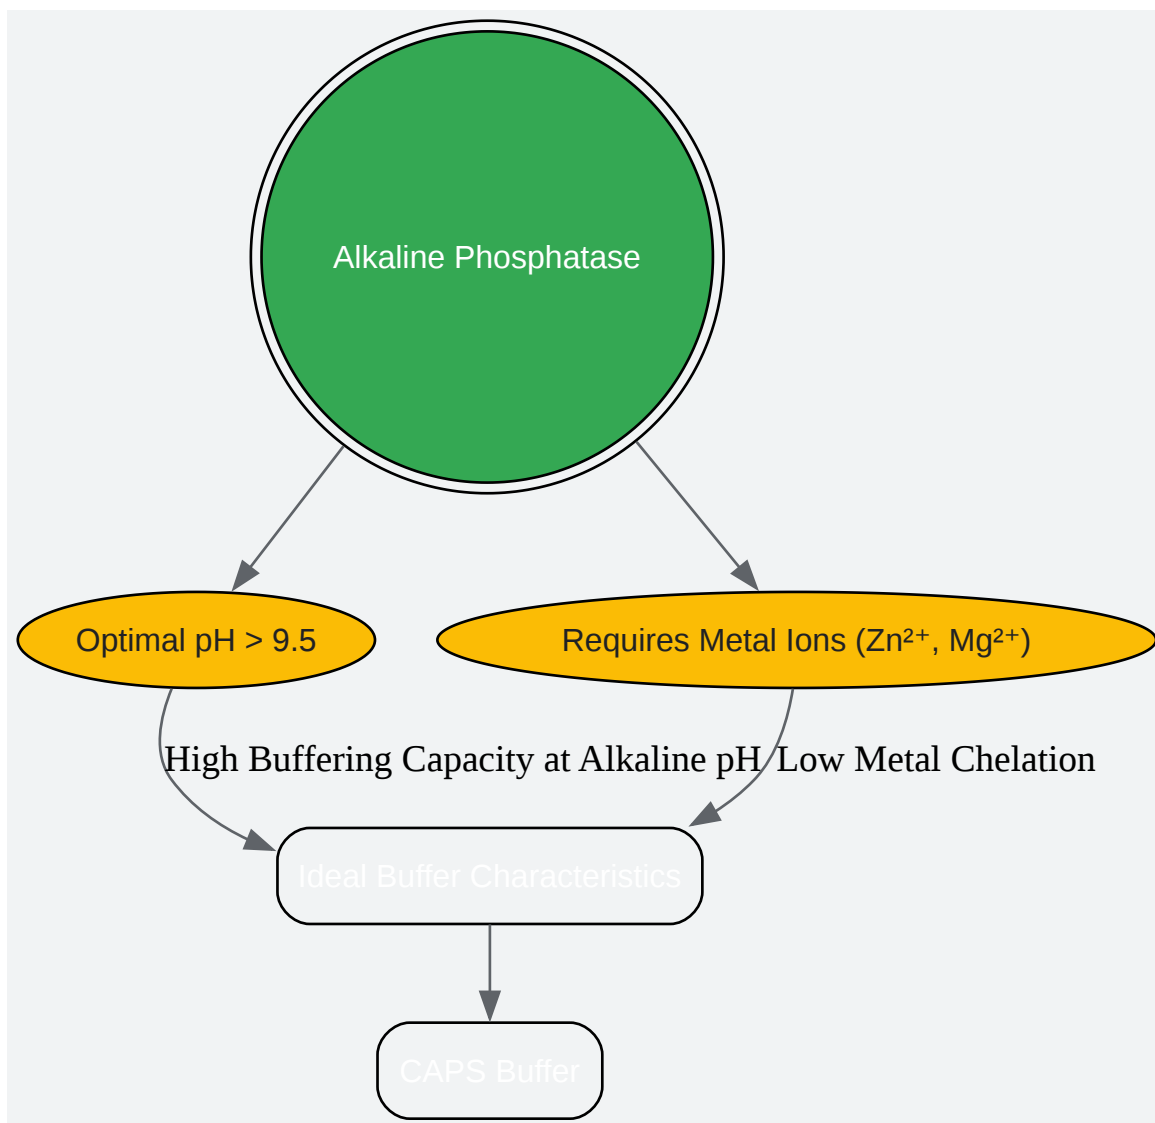 Alkaline Phosphatase
Optimal pH > 9.5
Requires Metal Ions (Zn²⁺, Mg²⁺)
High Buffering Capacity at Alkaline pH
Low Metal Chelation
Ideal Buffer Characteristics
CAPS Buffer